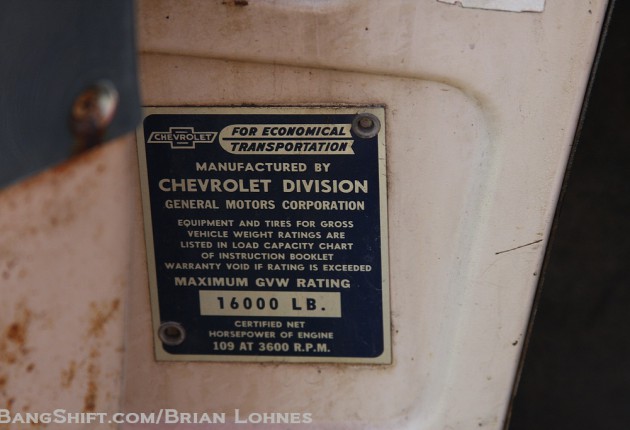 CHEVROLET
FOR ECONOMICAL
TRANSPORTATION
MANUFACTURED BY
CHEVROLET DIVISION
GENERAL MOTORS CORPORATION
EQUIPMENT AND TIRES FOR GROSS
VEHICLE WEIGHT RATINGS ARE
LISTED IN LOAD CAPACITY CHART
OF INSTRUCTION BOOKLET
WARRANTY VOID IF RATING IS EXCEEDED
MAXIMUM GVW RATING
16000 LB.
CERTIFIED NET
HORSEPOWER OF ENGINE
109 AT 3600 R.P.M.
BangShift.com/Brian Lohnes